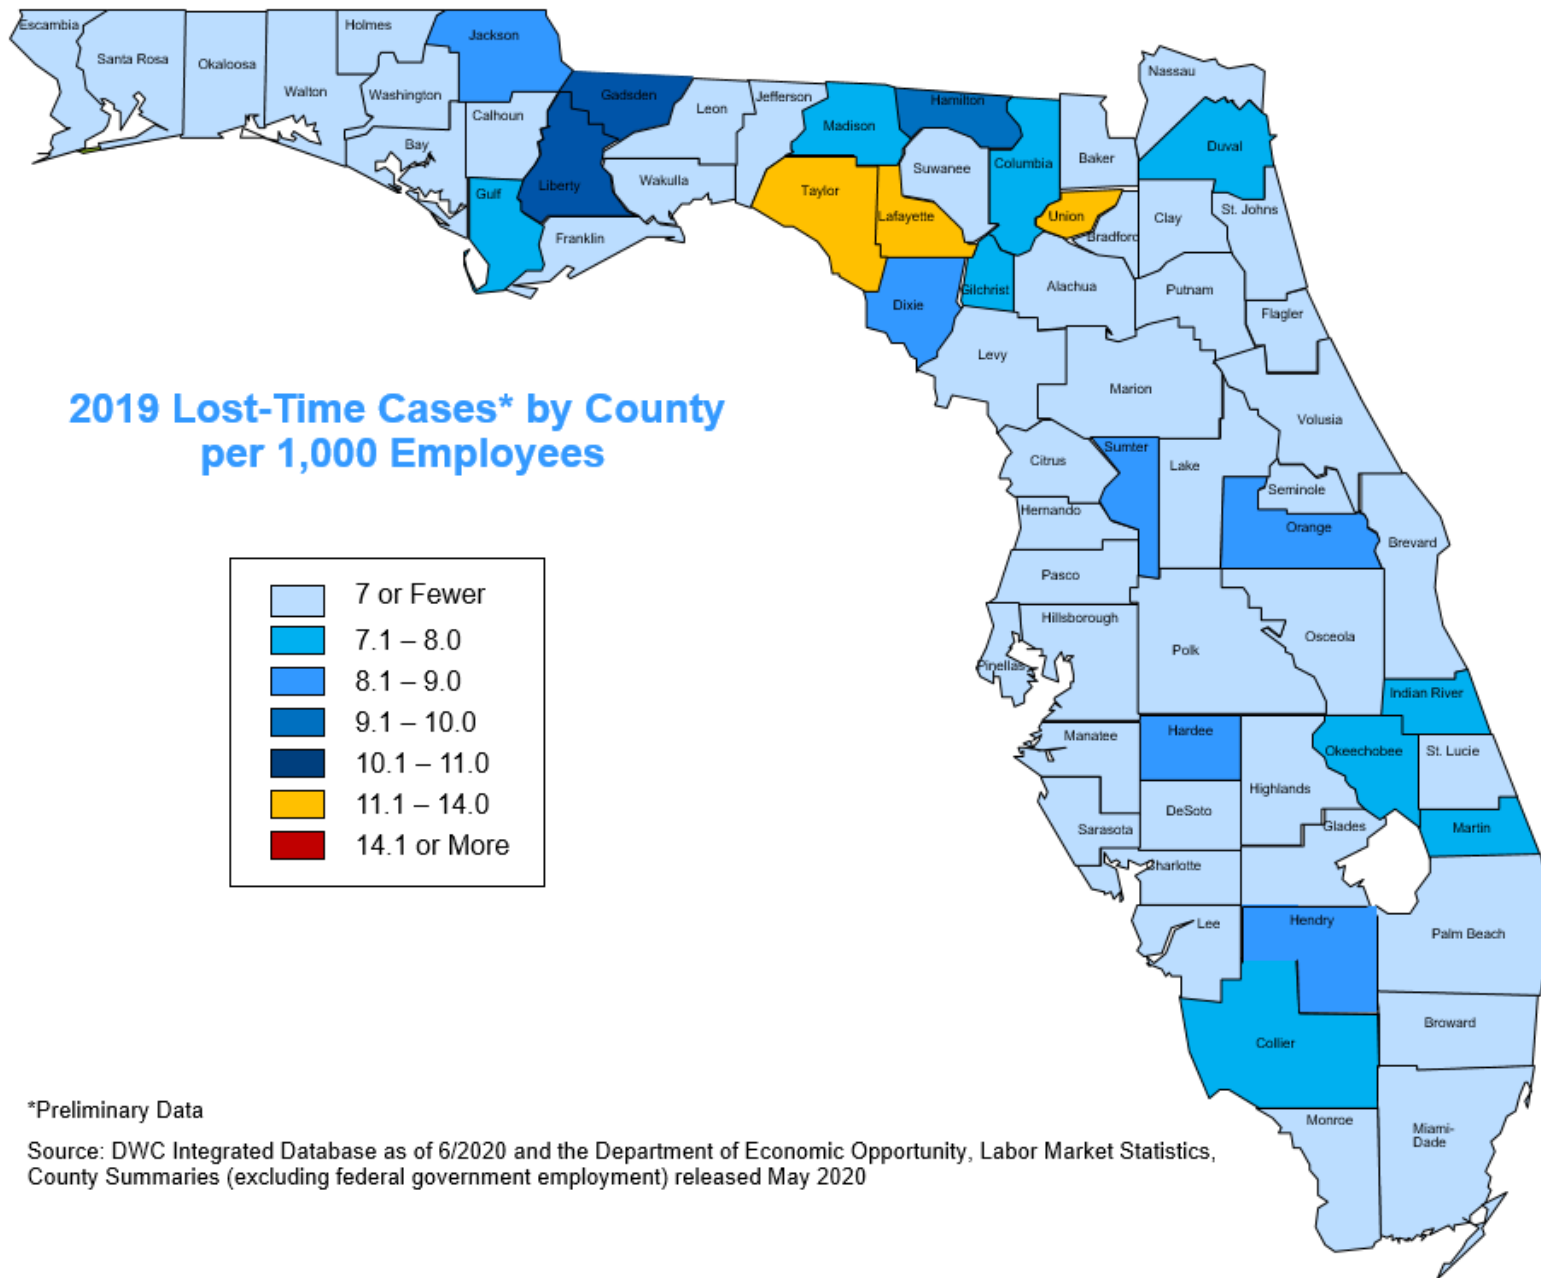 Escambia
Santa Rosa
Okaloosa
Walton
Holmes
Washington
Jackson
Bay
Calhoun
Gulf
Gadsden
Liberty
Franklin
Leon
Wakulla
Jefferson
Madison
Taylor
Hamilton
Suwanee
Lafayette
Dixie
Columbia
Gilchrist
Baker
Union
Bradford
Nassau
Duval
Clay
St. Johns
Alachua
Putnam
Flagler
Levy
Marion
Volusia
2019 Lost-Time Cases* by County
per 1,000 Employees
Citrus
Sumter
Lake
Seminole
Orange
Brevard
Hernando
Pasco
Hillsborough
Pinellas
Polk
Osceola
Indian River
7 or Fewer
7.1 – 8.0
8.1 – 9.0
9.1 – 10.0
10.1 – 11.0
11.1 – 14.0
14.1 or More
Manatee
Hardee
Highlands
Okeechobee
St. Lucie
Sarasota
DeSoto
Glades
Martin
Charlotte
Lee
Hendry
Palm Beach
Collier
Broward
Monroe
Miami-
Dade
*Preliminary Data
Source: DWC Integrated Database as of 6/2020 and the Department of Economic Opportunity, Labor Market Statistics,
County Summaries (excluding federal government employment) released May 2020